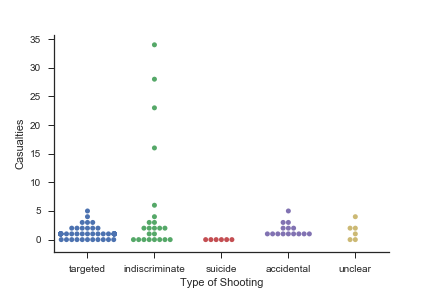 35
30
25
20
15
10
5
0
Casualties
targeted indiscriminate suicide accidental unclear
Type of Shooting